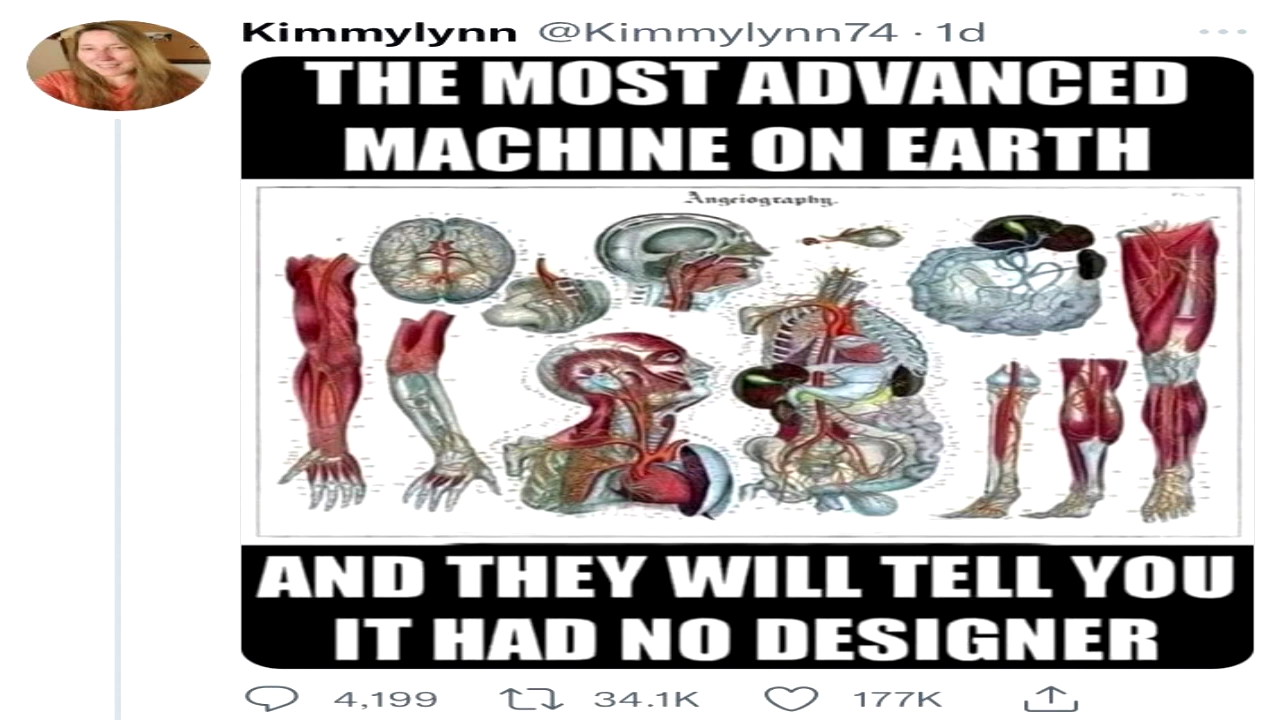 Kimmylynn @Kimmylynn74 · 1d
THE MOST ADVANCED
MACHINE ON EARTH
Angeiography.
AND THEY WILL TELL YOU
IT HAD NO DESIGNER
4,199 34.1K 177K